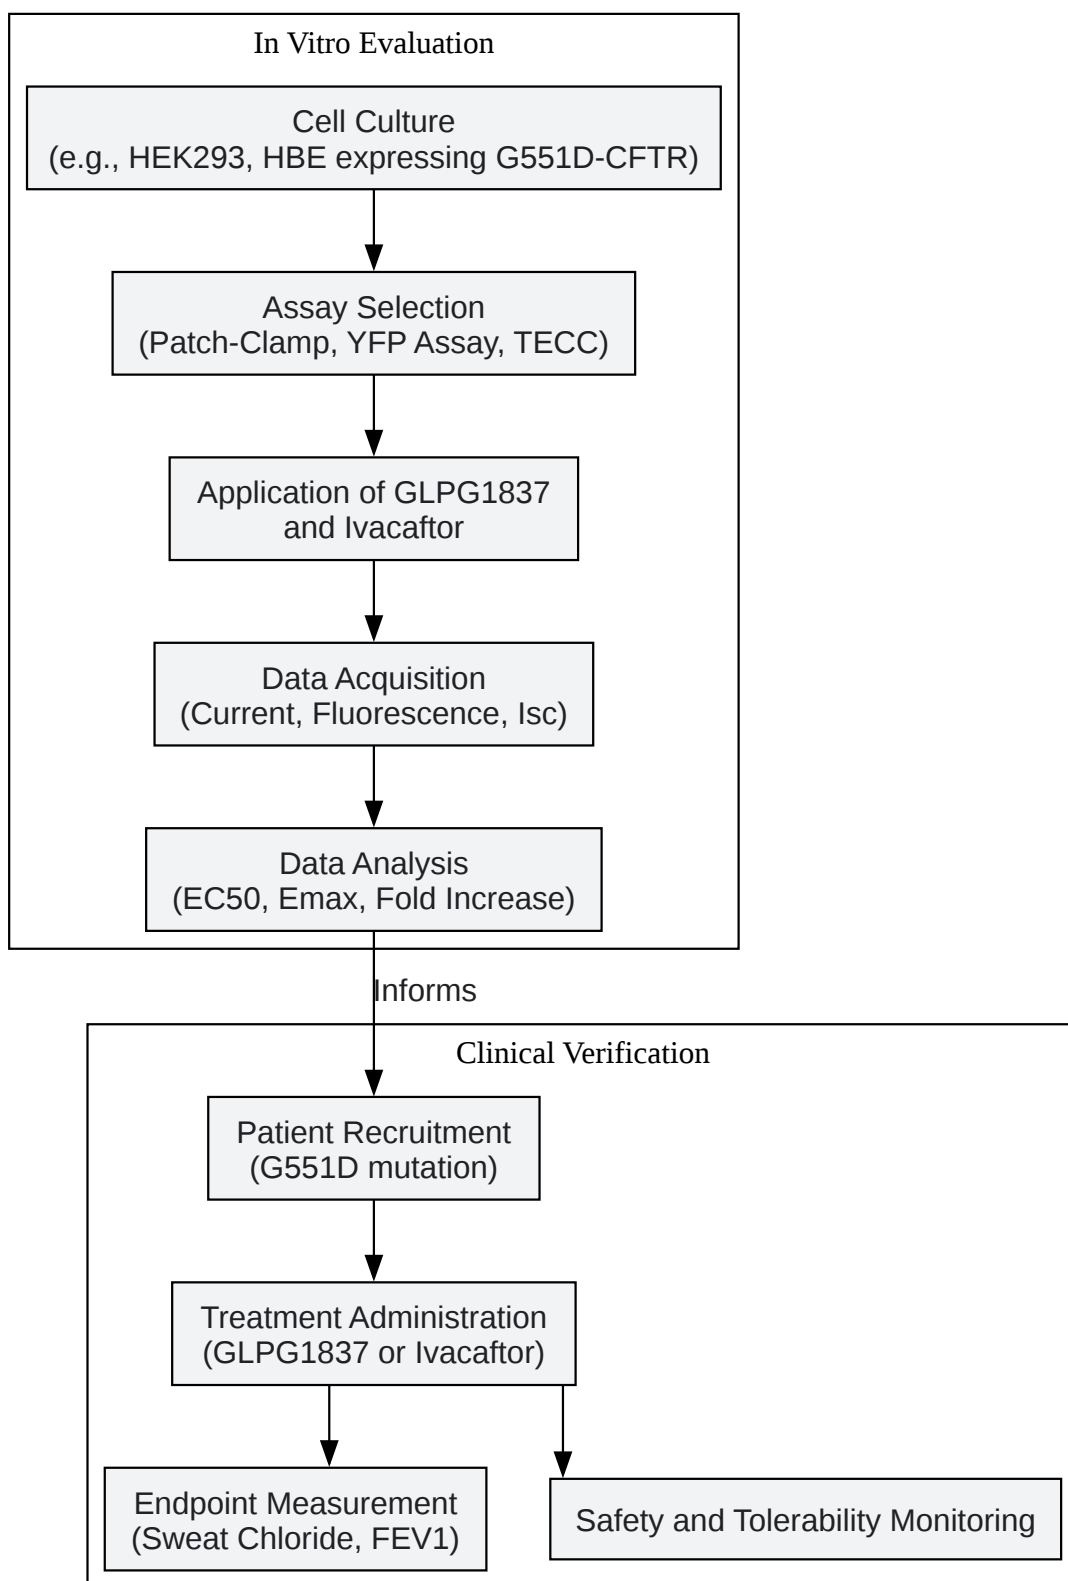 In Vitro Evaluation
Cell Culture
(e.g., HEK293, HBE expressing G551D-CFTR)
Assay Selection
(Patch-Clamp, YFP Assay, TECC)
Application of GLPG1837
and Ivacaftor
Data Acquisition
(Current, Fluorescence, Isc)
Data Analysis
(EC50, Emax, Fold Increase)
Informs
Clinical Verification
Patient Recruitment
(G551D mutation)
Treatment Administration
(GLPG1837 or Ivacaftor)
Endpoint Measurement
(Sweat Chloride, FEV1)
Safety and Tolerability Monitoring